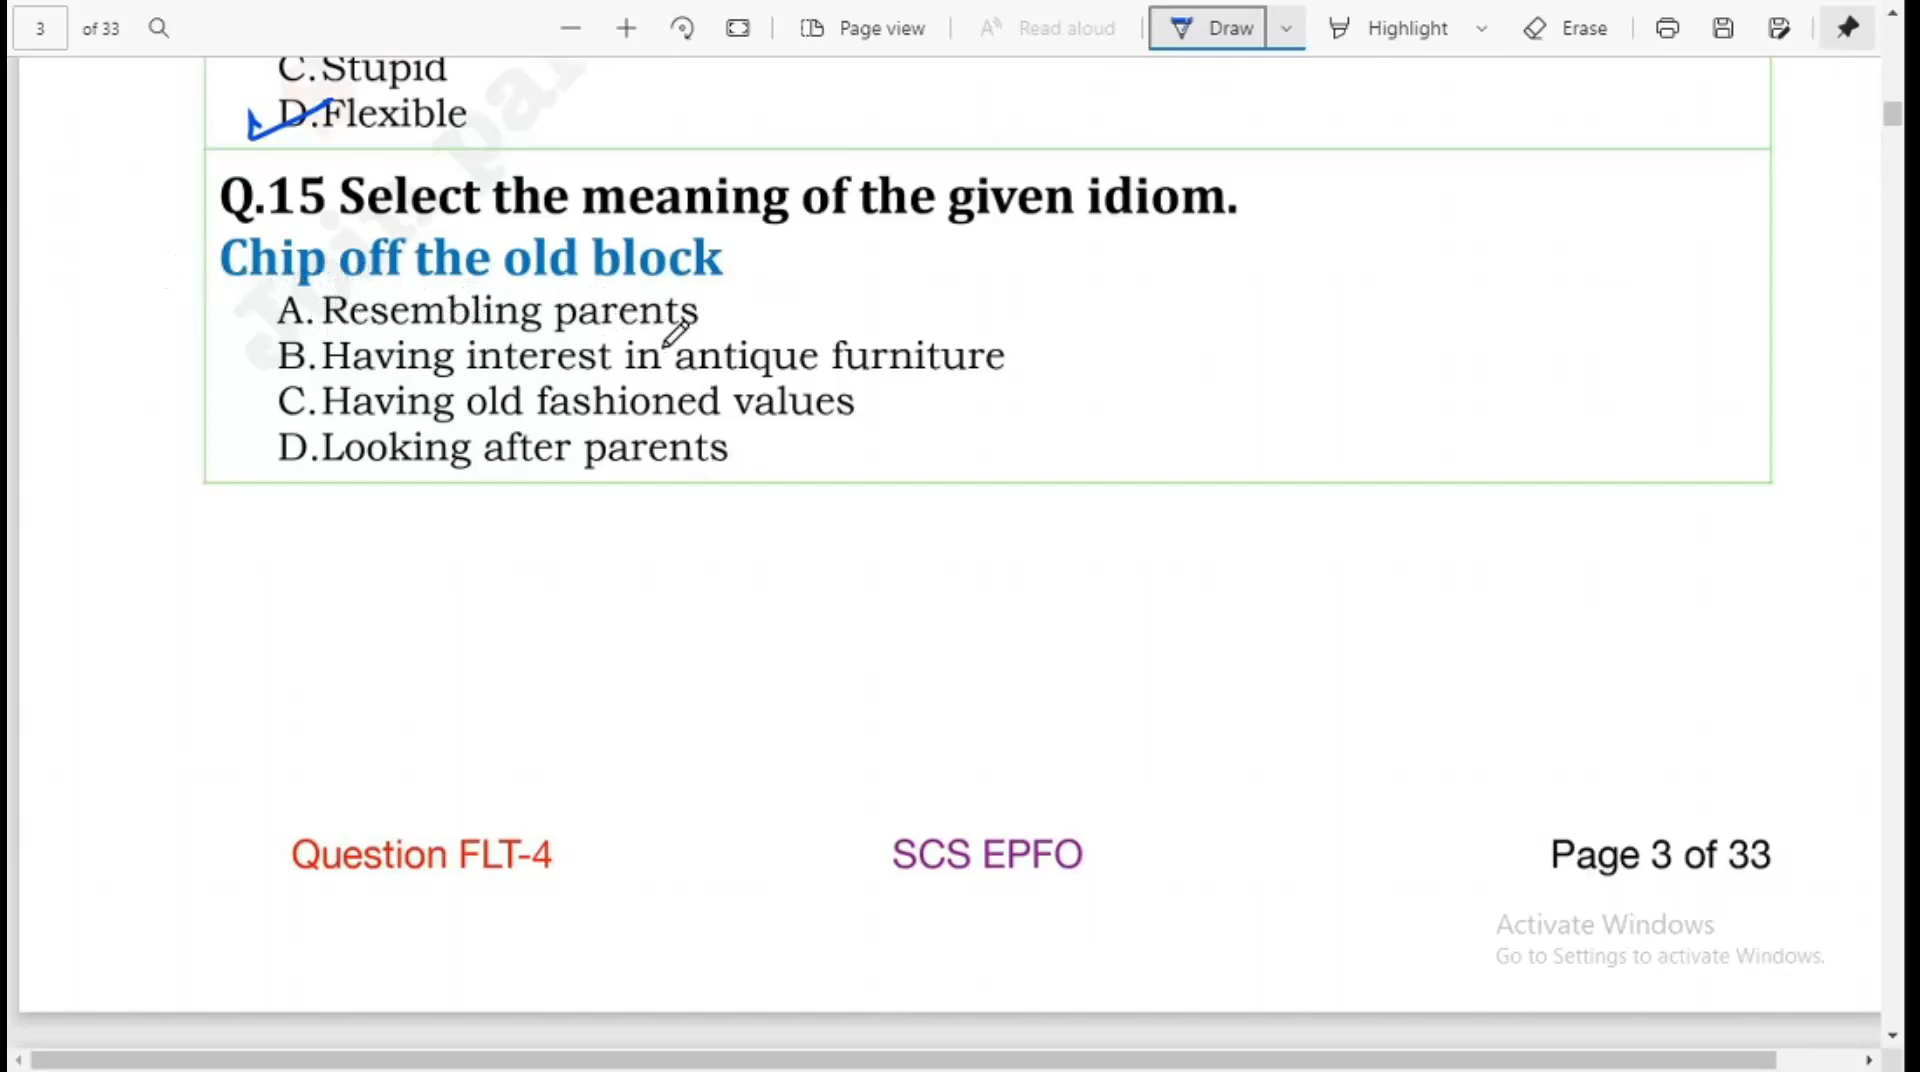 3 of 33 Page view Read aloud Draw Highlight Erase
C. Stupid
D. Flexible
Q.15 Select the meaning of the given idiom.
Chip off the old block
A. Resembling parents
B. Having interest in antique furniture
C. Having old fashioned values
D. Looking after parents
Question FLT-4 SCS EPFO Page 3 of 33
Activate Windows
Go to Settings to activate Windows.